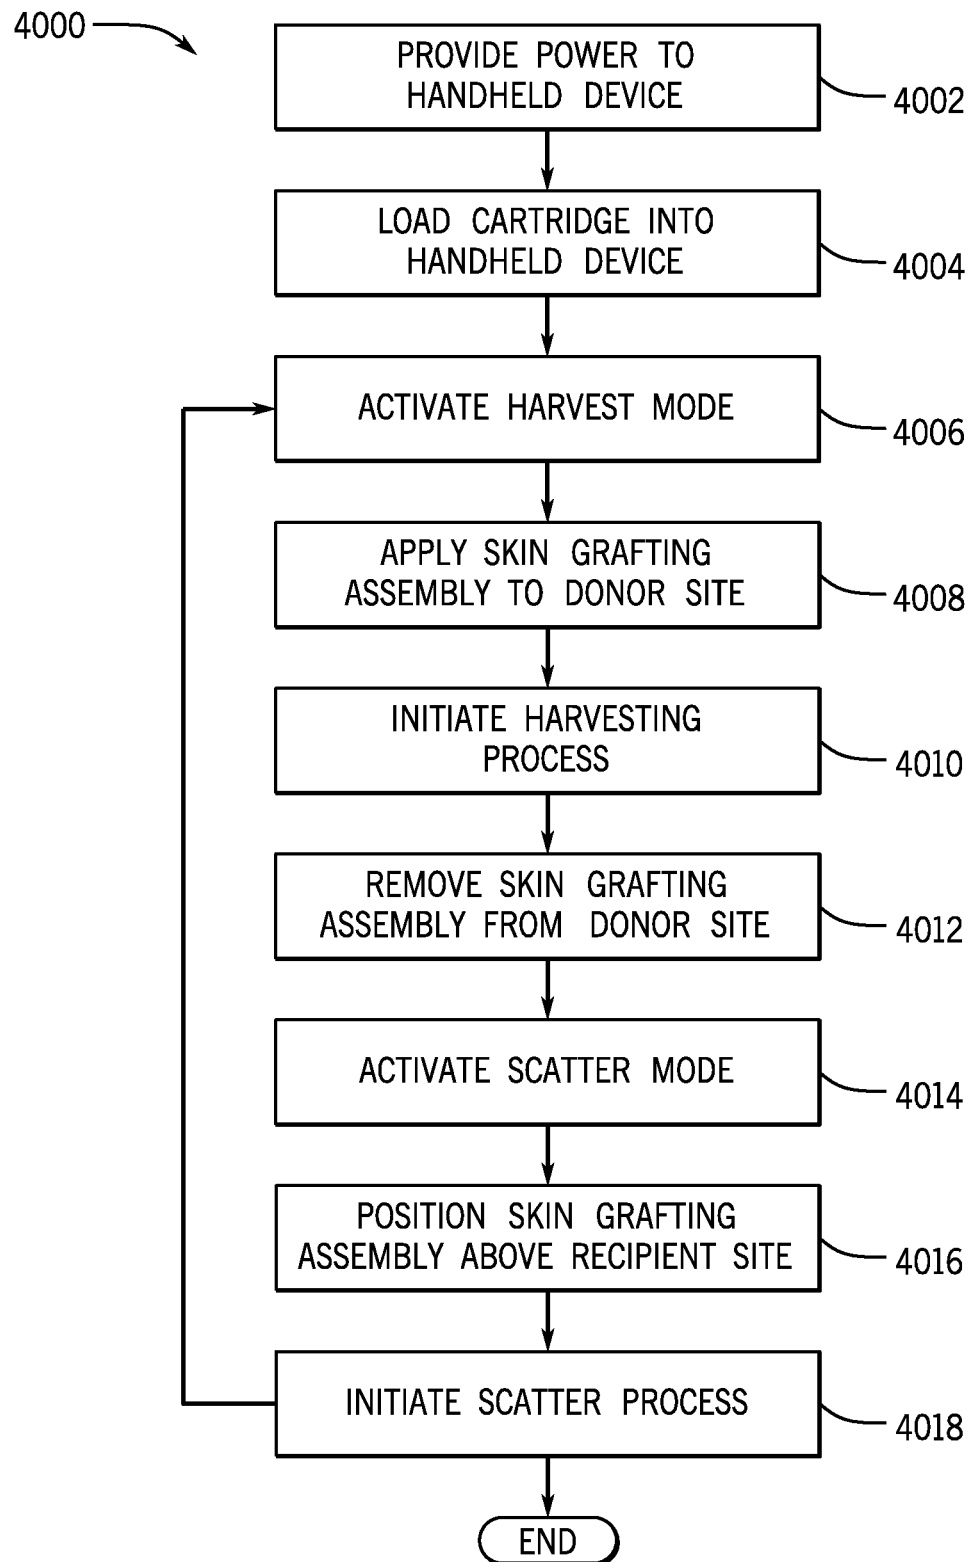 4000
PROVIDE POWER TO
HANDHELD DEVICE
4002
LOAD CARTRIDGE INTO
HANDHELD DEVICE
4004
ACTIVATE HARVEST MODE
4006
APPLY SKIN GRAFTING
ASSEMBLY TO DONOR SITE
4008
INITIATE HARVESTING
PROCESS
4010
REMOVE SKIN GRAFTING
ASSEMBLY FROM DONOR SITE
4012
ACTIVATE SCATTER MODE
4014
POSITION SKIN GRAFTING
ASSEMBLY ABOVE RECIPIENT SITE
4016
INITIATE SCATTER PROCESS
4018
END